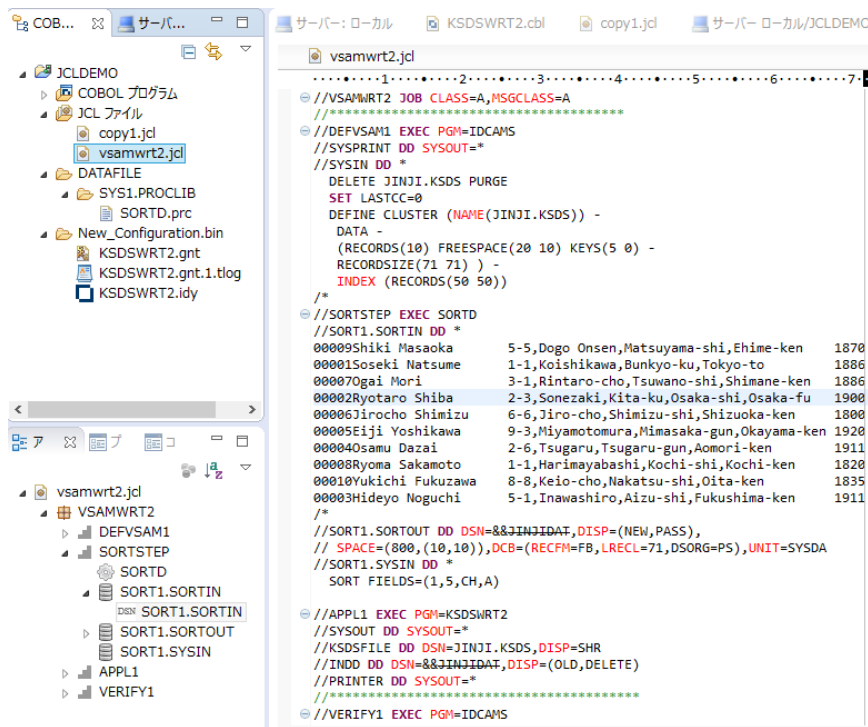 COB...
サーバ...
JCLDEMO
COBOL プログラム
JCL ファイル
copy1.jcl
vsamwrt2.jcl
DATAFILE
SYS1.PROCLIB
SORTD.prc
New_Configuration.bin
KSDSWRT2.gnt
KSDSWRT2.gnt.1.tlog
KSDSWRT2.idy
ア
プ
コ
vsamwrt2.jcl
VSAMWRT2
DEFVSAM1
SORTSTEP
SORTD
SORT1.SORTIN
DSN SORT1.SORTIN
SORT1.SORTOUT
SORT1.SYSIN
APPL1
VERIFY1
サーバー: ローカル
KSDSWRT2.cbl
copy1.jcl
サーバー ローカル/JCLDEMO
vsamwrt2.jcl
····•····1····•····2····•····3····•····4····•····5····•····6····•····7·
//VSAMWRT2 JOB CLASS=A,MSGCLASS=A
//**************************************
//DEFVSAM1 EXEC PGM=IDCAMS
//SYSPRINT DD SYSOUT=*
//SYSIN DD *
DELETE JINJI.KSDS PURGE
SET LASTCC=0
DEFINE CLUSTER (NAME(JINJI.KSDS)) -
DATA -
(RECORDS(10) FREESPACE(20 10) KEYS(5 0) -
RECORDSIZE(71 71) ) -
INDEX (RECORDS(50 50))
/*
//SORTSTEP EXEC SORTD
//SORT1.SORTIN DD *
00009Shiki Masaoka 5-5,Dogo Onsen,Matsuyama-shi,Ehime-ken 1870
00001Soseki Natsume 1-1,Koishikawa,Bunkyo-ku,Tokyo-to 1886
00007Ogai Mori 3-1,Rintaro-cho,Tsuwano-shi,Shimane-ken 1886
00002Ryotaro Shiba 2-3,Sonezaki,Kita-ku,Osaka-shi,Osaka-fu 1900
00006Jirocho Shimizu 6-6,Jiro-cho,Shimizu-shi,Shizuoka-ken 1800
00005Eiji Yoshikawa 9-3,Miyamotomura,Mimasaka-gun,Okayama-ken 1920
00004Osamu Dazai 2-6,Tsugaru,Tsugaru-gun,Aomori-ken 1911
00008Ryoma Sakamoto 1-1,Harimayabashi,Kochi-shi,Kochi-ken 1820
00010Yukichi Fukuzawa 8-8,Keio-cho,Nakatsu-shi,Oita-ken 1835
00003Hideyo Noguchi 5-1,Inawashiro,Aizu-shi,Fukushima-ken 1911
/*
//SORT1.SORTOUT DD DSN=&&JINJIDAT,DISP=(NEW,PASS),
// SPACE=(800,(10,10)),DCB=(RECFM=FB,LRECL=71,DSORG=PS),UNIT=SYSDA
//SORT1.SYSIN DD *
SORT FIELDS=(1,5,CH,A)
//APPL1 EXEC PGM=KSDSWRT2
//SYSOUT DD SYSOUT=*
//KSDSFILE DD DSN=JINJI.KSDS,DISP=SHR
//INDD DD DSN=&&JINJIDAT,DISP=(OLD,DELETE)
//PRINTER DD SYSOUT=*
//****************************************
//VERIFY1 EXEC PGM=IDCAMS